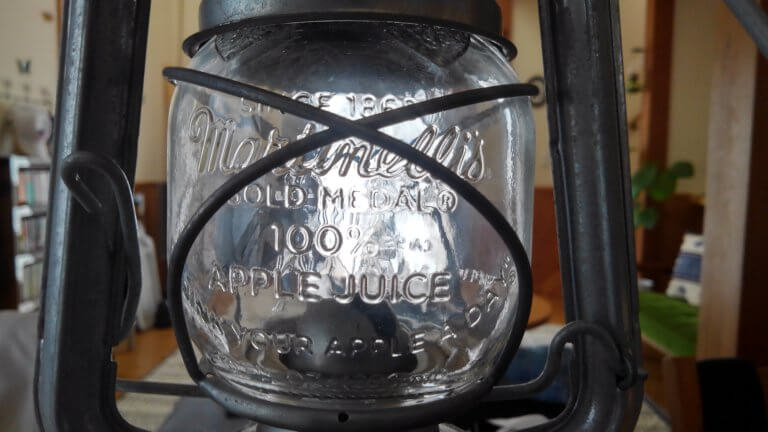 SINCE 1868
Martinelli's
GOLD MEDAL®
100%
APPLE JUICE
YOUR APPLE A DAY"